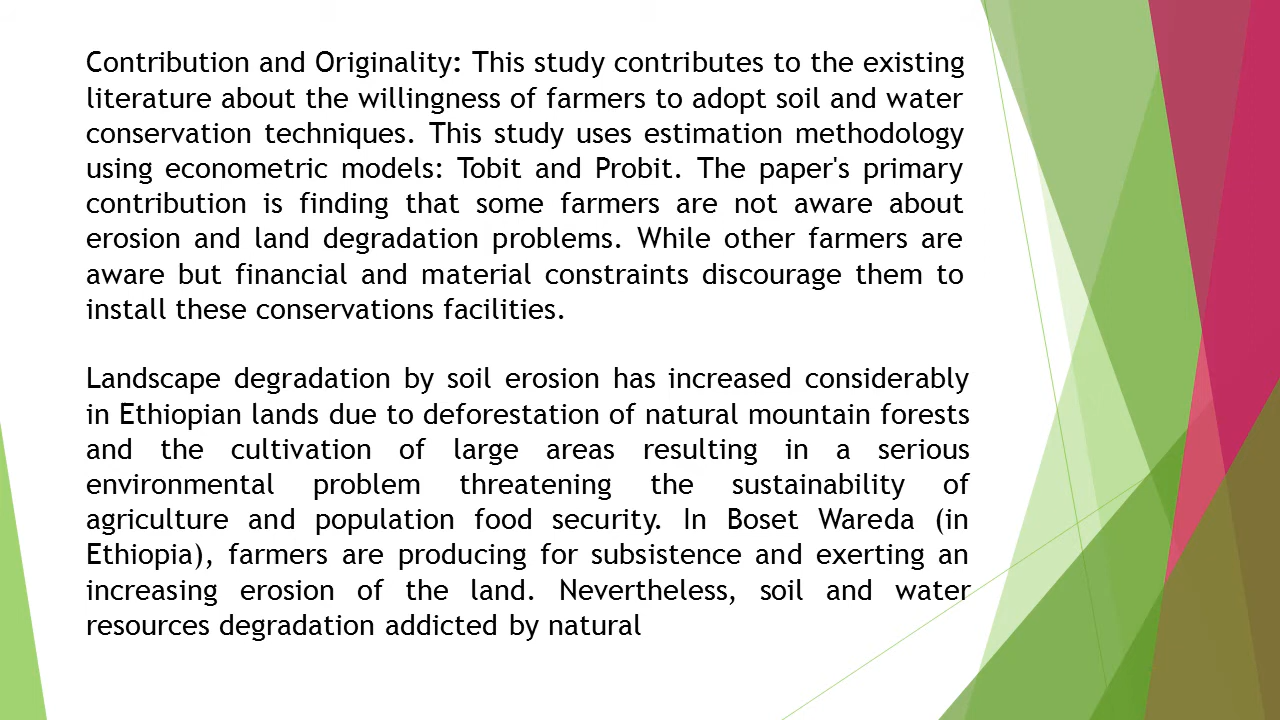 Contribution and Originality: This study contributes to the existing
literature about the willingness of farmers to adopt soil and water
conservation techniques. This study uses estimation methodology
using econometric models: Tobit and Probit. The paper's primary
contribution is finding that some farmers are not aware about
erosion and land degradation problems. While other farmers are
aware but financial and material constraints discourage them to
install these conservations facilities.
Landscape degradation by soil erosion has increased considerably
in Ethiopian lands due to deforestation of natural mountain forests
and the cultivation of large areas resulting in a serious
environmental problem threatening the sustainability of
agriculture and population food security. In Boset Wareda (in
Ethiopia), farmers are producing for subsistence and exerting an
increasing erosion of the land. Nevertheless, soil and water
resources degradation addicted by natural